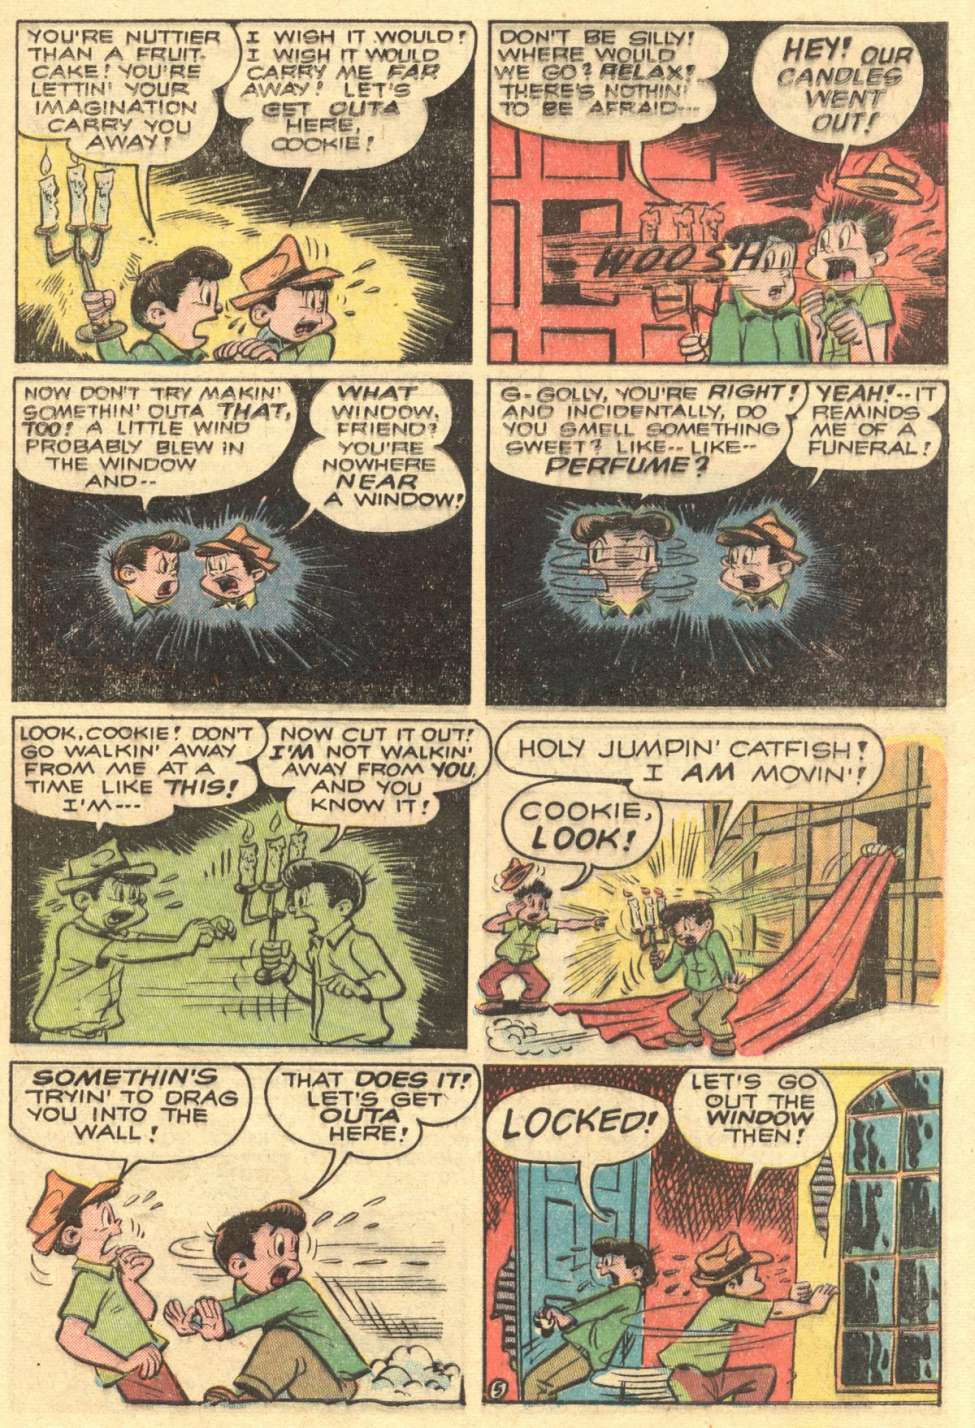 YOU'RE NUTTIER
THAN A FRUIT-
CAKE! YOU'RE
LETTIN' YOUR
IMAGINATION
CARRY YOU
AWAY!
I WISH IT WOULD!
I WISH IT WOULD
CARRY ME FAR
AWAY! LET'S
GET OUTA
HERE,
COOKIE!
DON'T BE SILLY!
WHERE WOULD
WE GO? RELAX!
THERE'S NOTHIN'
TO BE AFRAID---
HEY! OUR
CANDLES
WENT
OUT!
WOOSH
NOW DON'T TRY MAKIN'
SOMETHIN' OUTA THAT,
TOO! A LITTLE WIND
PROBABLY BLEW IN
THE WINDOW
AND--
WHAT
WINDOW,
FRIEND?
YOU'RE
NOWHERE
NEAR
A WINDOW!
G-GOLLY, YOU'RE RIGHT!
AND INCIDENTALLY, DO
YOU SMELL SOMETHING
SWEET? LIKE--LIKE--
PERFUME?
YEAH!--IT
REMINDS
ME OF A
FUNERAL!
LOOK, COOKIE! DON'T
GO WALKIN' AWAY
FROM ME AT A
TIME LIKE THIS!
I'M---
NOW CUT IT OUT!
I'M NOT WALKIN'
AWAY FROM YOU,
AND YOU
KNOW IT!
HOLY JUMPIN' CATFISH!
I AM MOVIN'!
COOKIE,
LOOK!
SOMETHIN'S
TRYIN' TO DRAG
YOU INTO THE
WALL!
THAT DOES IT!
LET'S GET
OUTA
HERE!
LOCKED!
LET'S GO
OUT THE
WINDOW
THEN!
5